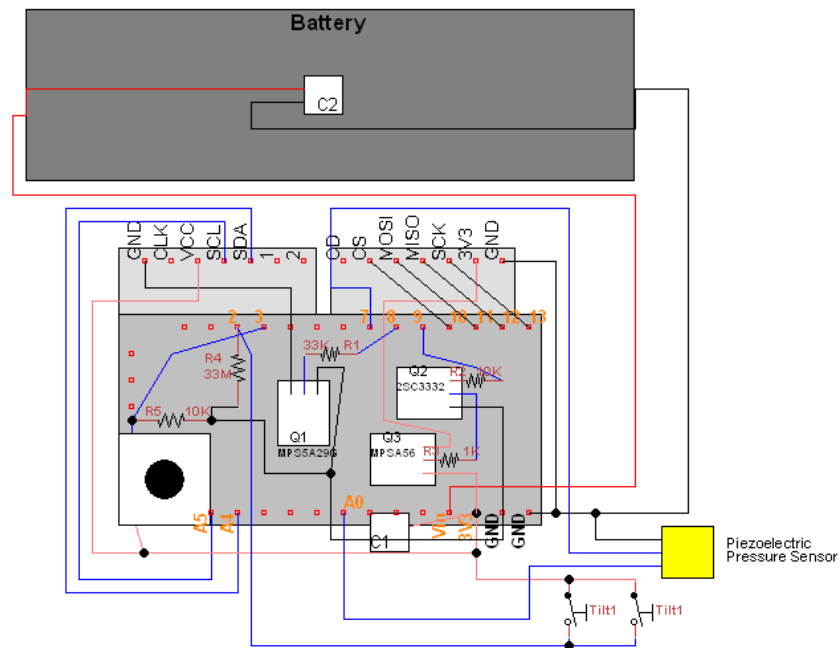 Battery
C2
GND
CLK
VCC
SCL
SDA
1
2
CD
CS
MOSI
MISO
SCK
3V3
GND
2
3
7
8
9
10
11
12
13
R4
33M
33K
R1
Q2
2SC3332
R2
10K
R5
10K
Q1
MPS5A29G
Q3
MPSA56
R3
1K
A5
A4
A0
C1
Vin
3V3
GND
GND
Piezoelectric
Pressure Sensor
Tilt1
Tilt1